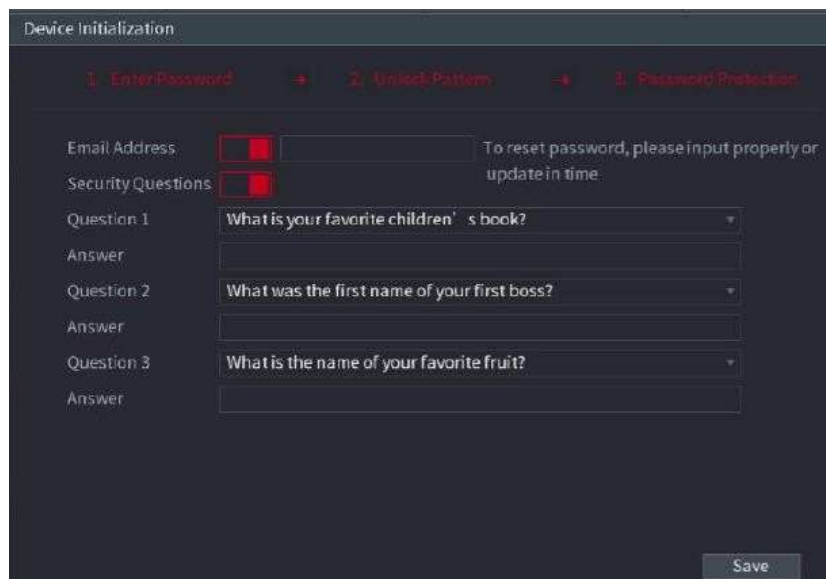 Device Initialization
1. Enter Password → 2. Unlock Pattern → 3. Password Protection
Email Address To reset password, please input properly or
update in time
Security Questions
Question 1 What is your favorite children's book?
Answer
Question 2 What was the first name of your first boss?
Answer
Question 3 What is the name of your favorite fruit?
Answer
Save